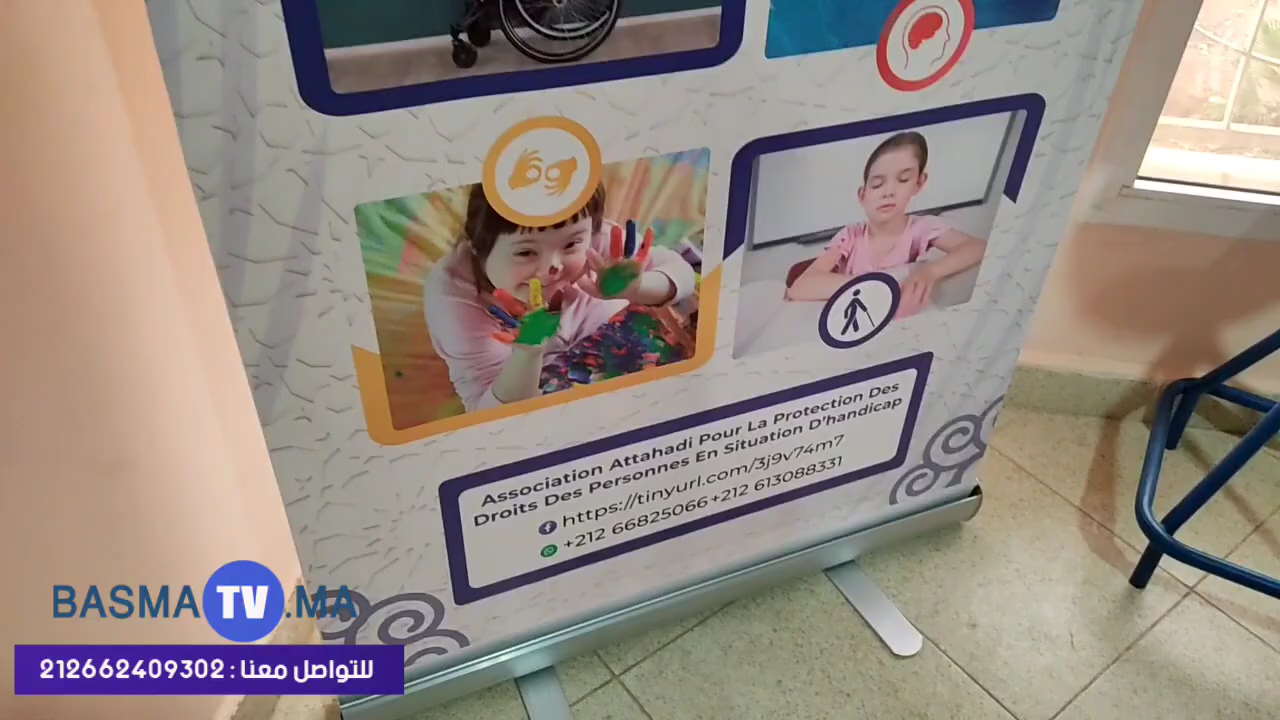 Association Attahadi Pour La Protection Des
Droits Des Personnes En Situation D'handicap
https://tinyurl.com/3j9v74m7
+212 66825066 +212 613088331
BASMA TV .MA
للتواصل معنا : 212662409302